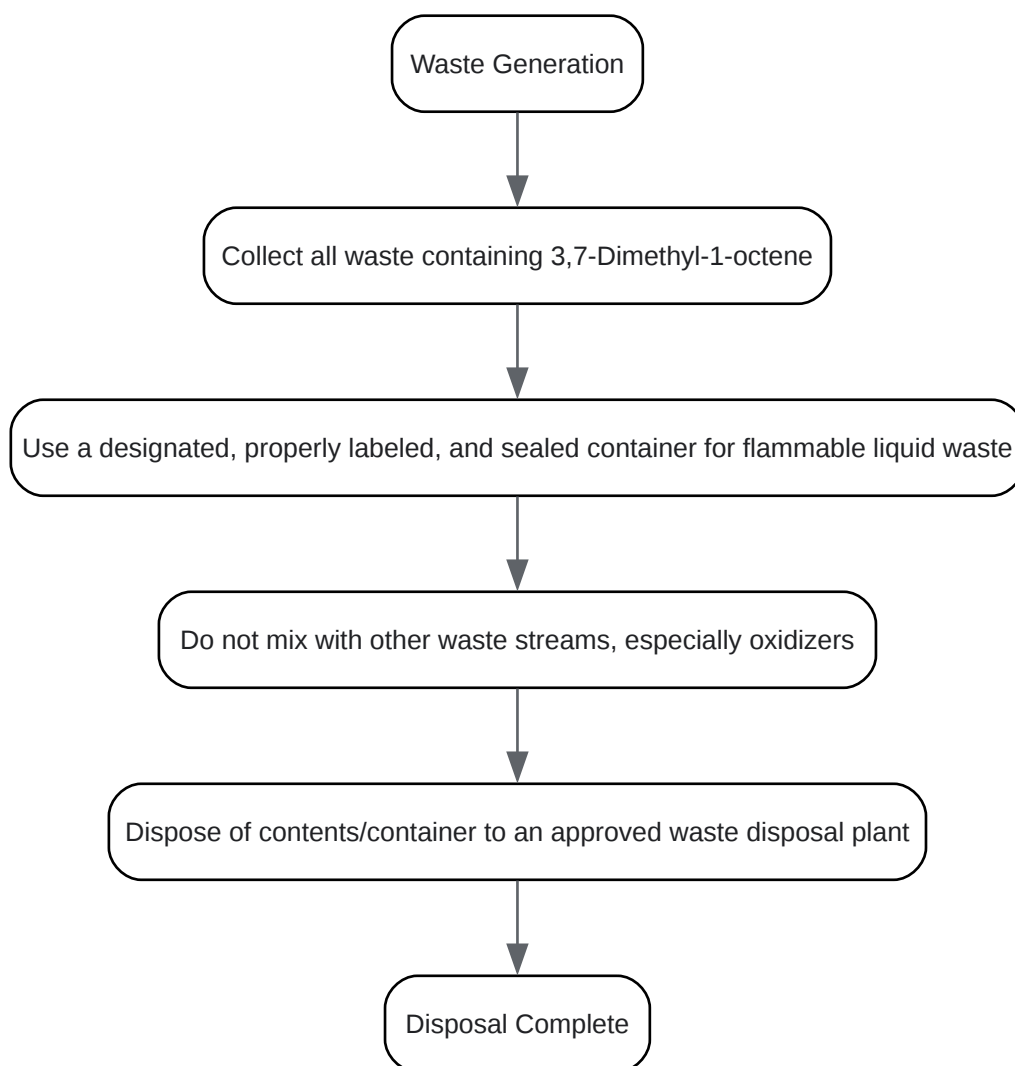 Waste Generation
Collect all waste containing 3,7-Dimethyl-1-octene
Use a designated, properly labeled, and sealed container for flammable liquid waste
Do not mix with other waste streams, especially oxidizers
Dispose of contents/container to an approved waste disposal plant
Disposal Complete